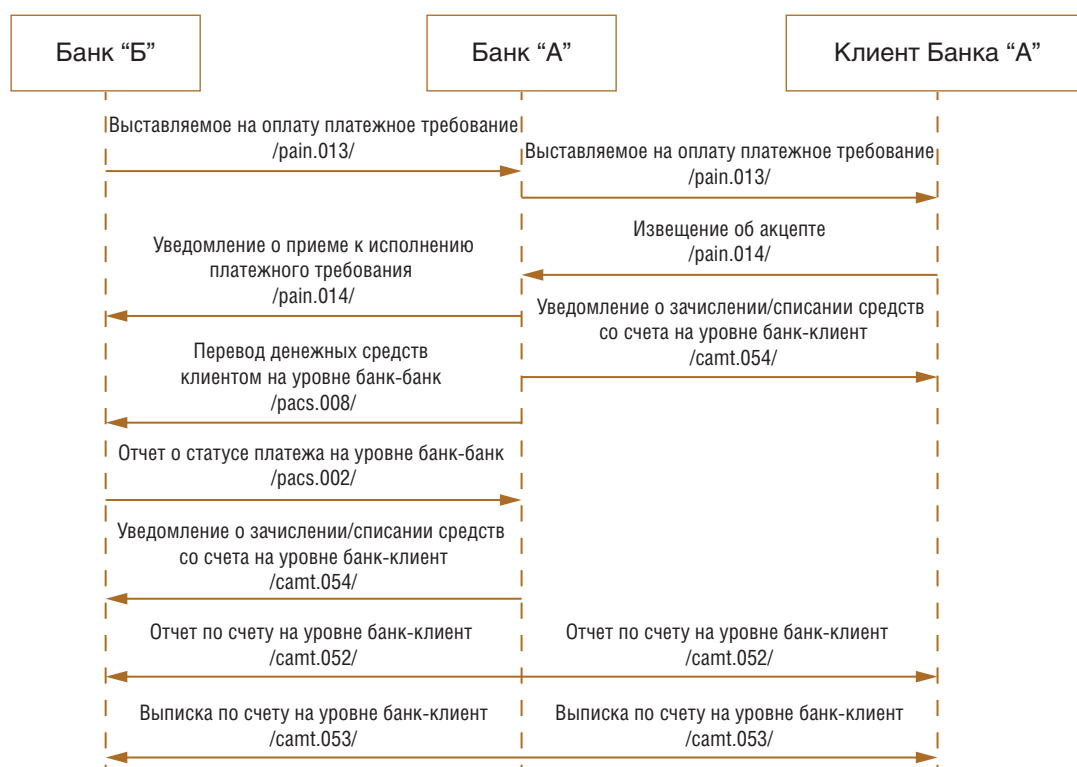 Банк “Б”
Банк “А”
Клиент Банка “А”
Выставляемое на оплату платежное требование
/pain.013/
Выставляемое на оплату платежное требование
/pain.013/
Извещение об акцепте
/pain.014/
Уведомление о приеме к исполнению
платежного требования
/pain.014/
Уведомление о зачислении/списании средств
со счета на уровне банк-клиент
/camt.054/
Перевод денежных средств
клиентом на уровне банк-банк
/pacs.008/
Отчет о статусе платежа на уровне банк-банк
/pacs.002/
Уведомление о зачислении/списании средств
со счета на уровне банк-клиент
/camt.054/
Отчет по счету на уровне банк-клиент
/camt.052/
Отчет по счету на уровне банк-клиент
/camt.052/
Выписка по счету на уровне банк-клиент
/camt.053/
Выписка по счету на уровне банк-клиент
/camt.053/